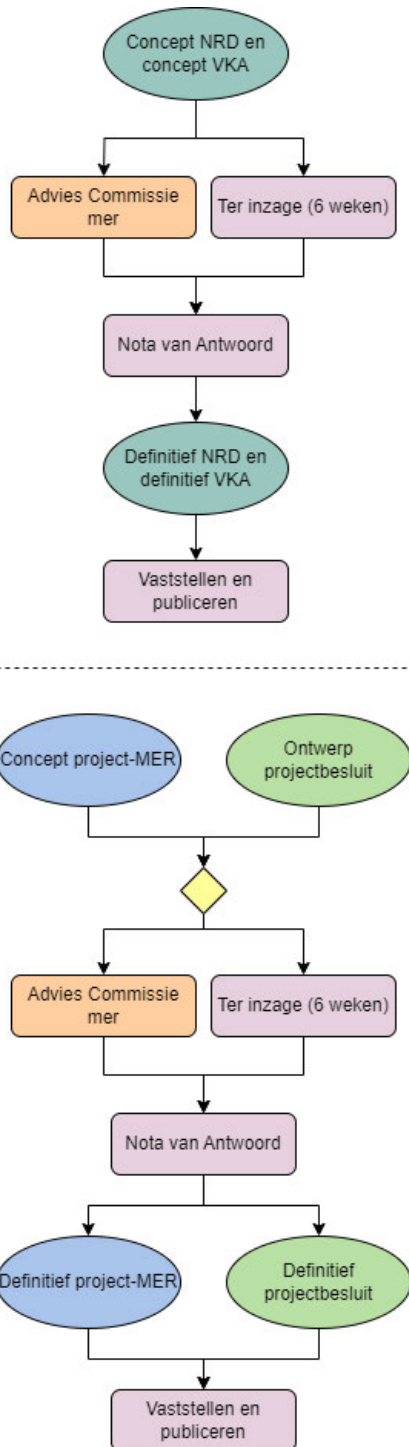 Concept NRD en
concept VKA
Advies Commissie
mer
Ter inzage (6 weken)
Nota van Antwoord
Definitief NRD en
definitief VKA
Vaststellen en
publiceren
Concept project-MER
Ontwerp
projectbesluit
Advies Commissie
mer
Ter inzage (6 weken)
Nota van Antwoord
Definitief project-MER
Definitief
projectbesluit
Vaststellen en
publiceren